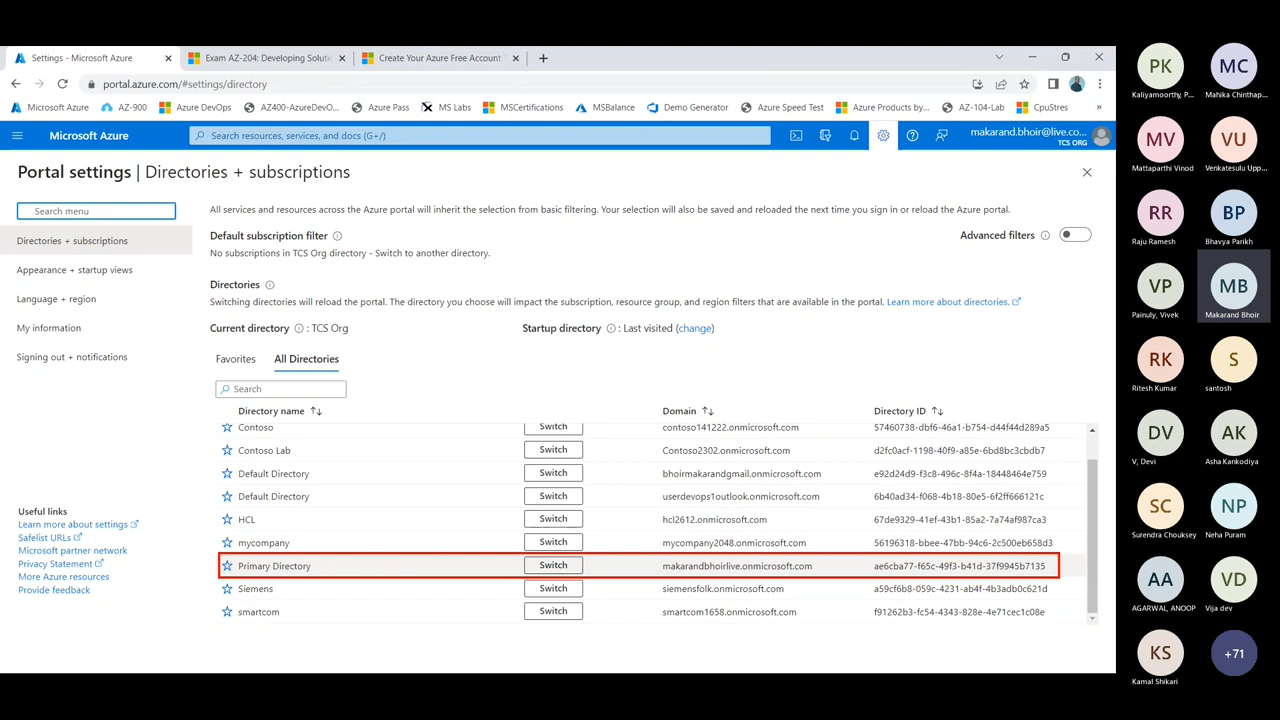 Settings - Microsoft Azure
Exam AZ-204: Developing Soluti
Create Your Azure Free Account
portal.azure.com/#settings/directory
Microsoft Azure
AZ-900
Azure DevOps
AZ400-AzureDevO...
Azure Pass
MS Labs
MSCertifications
MSBalance
Demo Generator
Azure Speed Test
Azure Products by...
AZ-104-Lab
CpuStres
»
Microsoft Azure
Search resources, services, and docs (G+/)
makarand.bhoir@live.co...
TCS ORG
Portal settings | Directories + subscriptions
Search menu
Directories + subscriptions
Appearance + startup views
Language + region
My information
Signing out + notifications
Useful links
Learn more about settings
Safelist URLs
Microsoft partner network
Privacy Statement
More Azure resources
Provide feedback
All services and resources across the Azure portal will inherit the selection from basic filtering. Your selection will also be saved and reloaded the next time you sign in or reload the Azure portal.
Default subscription filter
Advanced filters
No subscriptions in TCS Org directory - Switch to another directory.
Directories
Switching directories will reload the portal. The directory you choose will impact the subscription, resource group, and region filters that are available in the portal. Learn more about directories.
Current directory : TCS Org
Startup directory : Last visited (change)
Favorites
All Directories
Search
Directory name Domain Directory ID
Contoso Switch contoso141222.onmicrosoft.com 57460738-dbf6-46a1-b754-d44f44d289a5
Contoso Lab Switch Contoso2302.onmicrosoft.com d2fc0acf-1198-40f9-a85e-6bd8bc3cbdb7
Default Directory Switch bhoirmakarandgmail.onmicrosoft.com e92d24d9-f3c8-496c-8f4a-18448464e759
Default Directory Switch userdevops1outlook.onmicrosoft.com 6b40ad34-f068-4b18-80e5-6f2ff666121c
HCL Switch hcl2612.onmicrosoft.com 67de9329-41ef-43b1-85a2-7a74af987ca3
mycompany Switch mycompany2048.onmicrosoft.com 56196318-bbee-47bb-94c6-2c500eb658d3
Primary Directory Switch makarandbhoirlive.onmicrosoft.com ae6cba77-f65c-49f3-b41d-37f9945b7135
Siemens Switch siemensfolk.onmicrosoft.com a59cf6b8-059c-4231-ab4f-4b3adb0c621d
smartcom Switch smartcom1658.onmicrosoft.com f91262b3-fc54-4343-828e-4e71cec1c08e
PK
Kaliyamoorthy, P...
MC
Mahika Chinthap...
MV
Mattaparthi Vinod
VU
Venkatesulu Upp...
RR
Raju Ramesh
BP
Bhavya Parikh
VP
Painuly, Vivek
MB
Makarand Bhoir
RK
Ritesh Kumar
S
santosh
DV
V, Devi
AK
Asha Kankodiya
SC
Surendra Chouksey
NP
Neha Puram
AA
AGARWAL, ANOOP
VD
Vija dev
KS
Kamal Shikari
+71